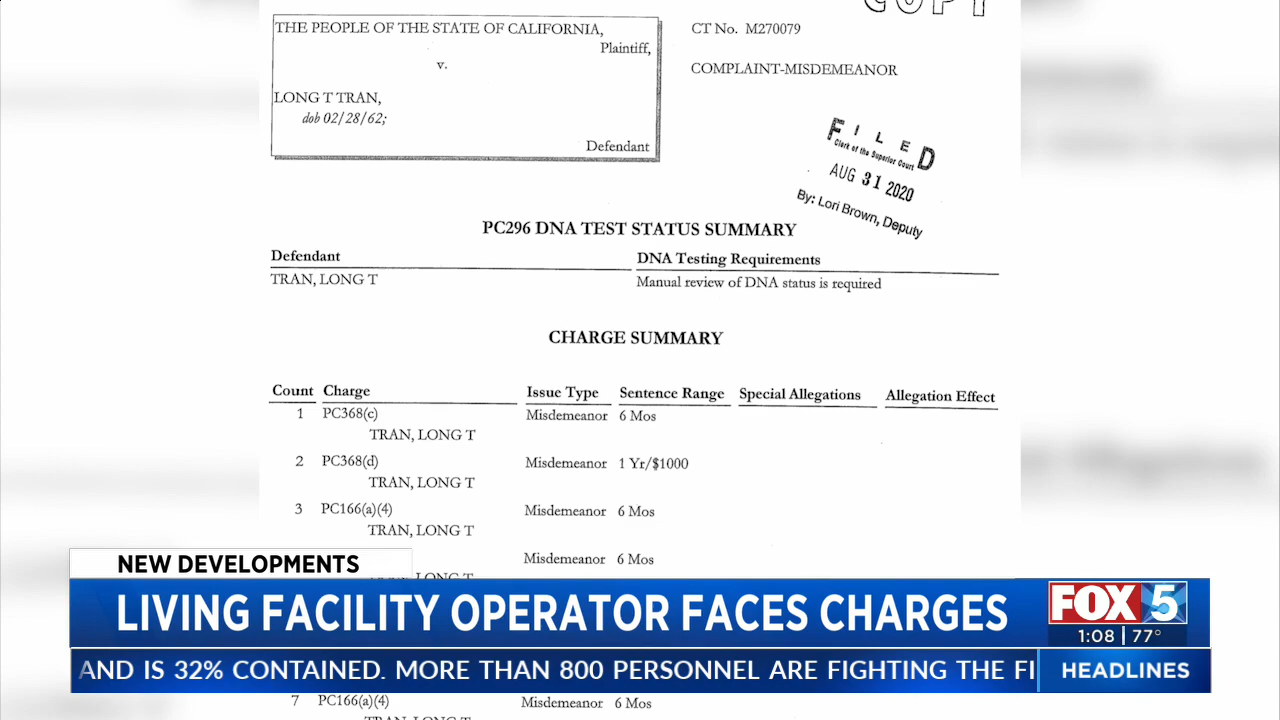 COPY
THE PEOPLE OF THE STATE OF CALIFORNIA,
Plaintiff,
v.
LONG T TRAN,
dob 02/28/62;
Defendant
CT No. M270079
COMPLAINT-MISDEMEANOR
FILED
Clerk of the Superior Court
AUG 31 2020
By: Lori Brown, Deputy
PC296 DNA TEST STATUS SUMMARY
Defendant DNA Testing Requirements
TRAN, LONG T Manual review of DNA status is required
CHARGE SUMMARY
Count Charge Issue Type Sentence Range Special Allegations Allegation Effect
1 PC368(c) Misdemeanor 6 Mos
TRAN, LONG T
2 PC368(d) Misdemeanor 1 Yr/$1000
TRAN, LONG T
3 PC166(a)(4) Misdemeanor 6 Mos
TRAN, LONG T
Misdemeanor 6 Mos
LONG T
NEW DEVELOPMENTS
LIVING FACILITY OPERATOR FACES CHARGES
FOX 5
1:08 | 77°
AND IS 32% CONTAINED. MORE THAN 800 PERSONNEL ARE FIGHTING THE FI
HEADLINES
7 PC166(a)(4) Misdemeanor 6 Mos
TRAN, LONG T